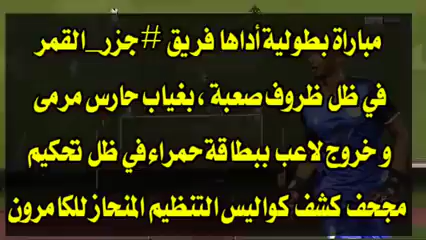 مباراة بطولية أداها فريق #جزر_القمر
في ظل ظروف صعبة ، بغياب حارس مرمى
و خروج لاعب ببطاقة حمراء في ظل تحكيم
مجحف كشف كواليس التنظيم المنحاز للكامرون